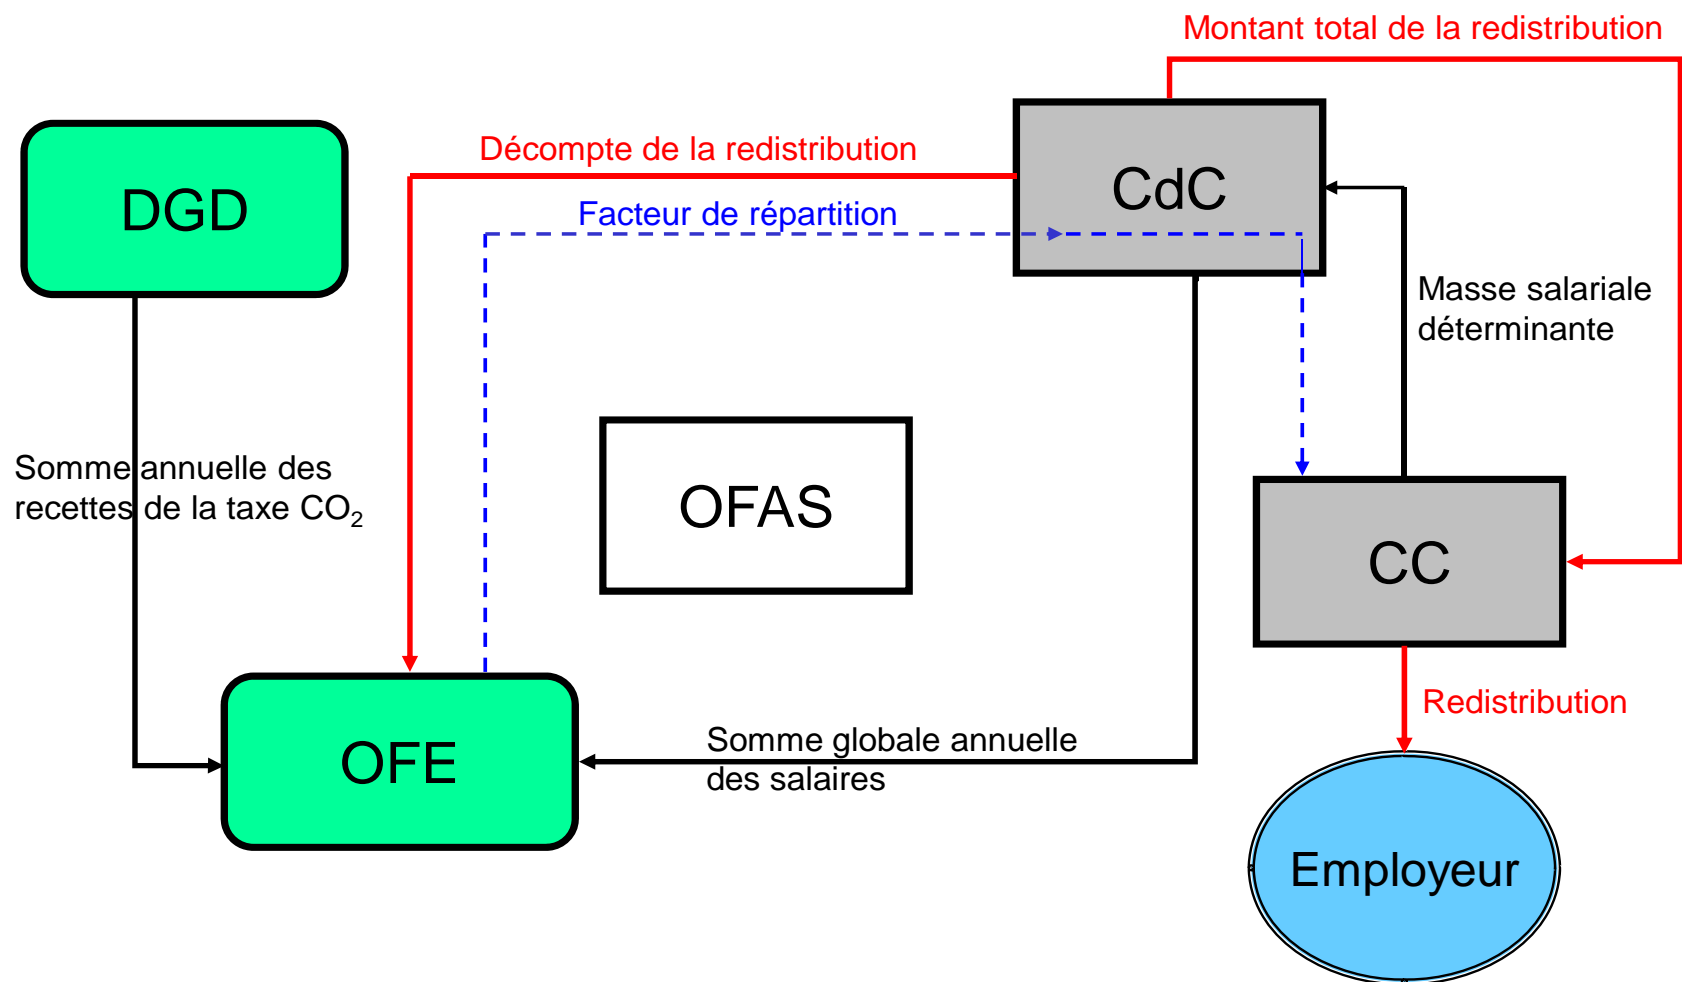 Montant total de la redistribution
Décompte de la redistribution
CdC
DGD
Facteur de répartition
Masse salariale
déterminante
Somme annuelle des
recettes de la taxe CO₂
OFAS
CC
Redistribution
Somme globale annuelle
des salaires
OFE
Employeur